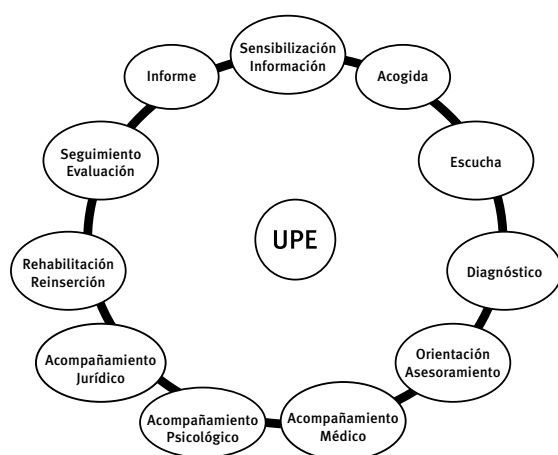 Sensibilización
Información
Acogida
Escucha
Diagnóstico
Orientación
Asesoramiento
Acompañamiento
Médico
Acompañamiento
Psicológico
Acompañamiento
Jurídico
Rehabilitación
Reinserción
Seguimiento
Evaluación
Informe
UPE